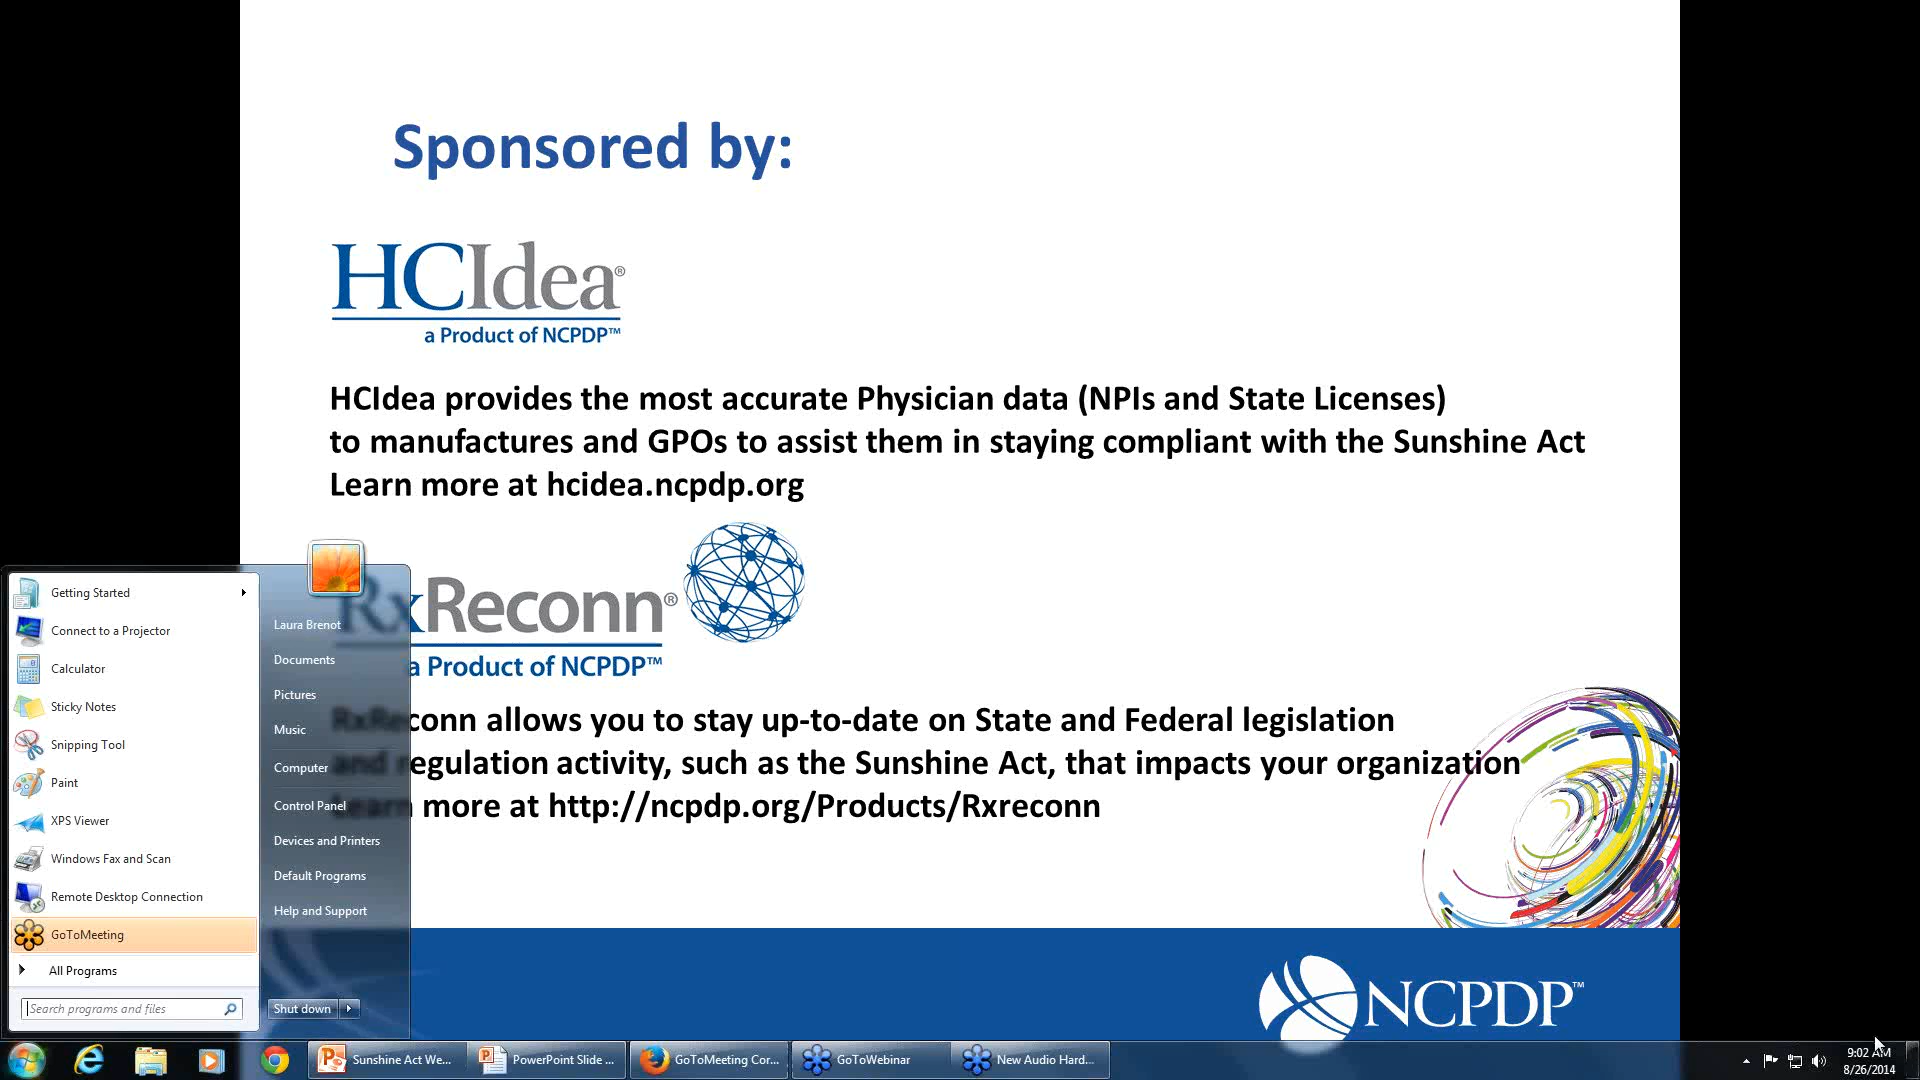 Sponsored by:
HCIdea®
a Product of NCPDP™
HCIdea provides the most accurate Physician data (NPIs and State Licenses)
to manufactures and GPOs to assist them in staying compliant with the Sunshine Act
Learn more at hcidea.ncpdp.org
RxReconn®
a Product of NCPDP™
RxReconn allows you to stay up-to-date on State and Federal legislation
and regulation activity, such as the Sunshine Act, that impacts your organization
Learn more at http://ncpdp.org/Products/Rxreconn
NCPDP™
Getting Started
Connect to a Projector
Calculator
Sticky Notes
Snipping Tool
Paint
XPS Viewer
Windows Fax and Scan
Remote Desktop Connection
GoToMeeting
All Programs
Search programs and files
Laura Brenot
Documents
Pictures
Music
Computer
Control Panel
Devices and Printers
Default Programs
Help and Support
Shut down
Sunshine Act We...
PowerPoint Slide ...
GoToMeeting Cor...
GoToWebinar
New Audio Hard...
9:02 AM
8/26/2014